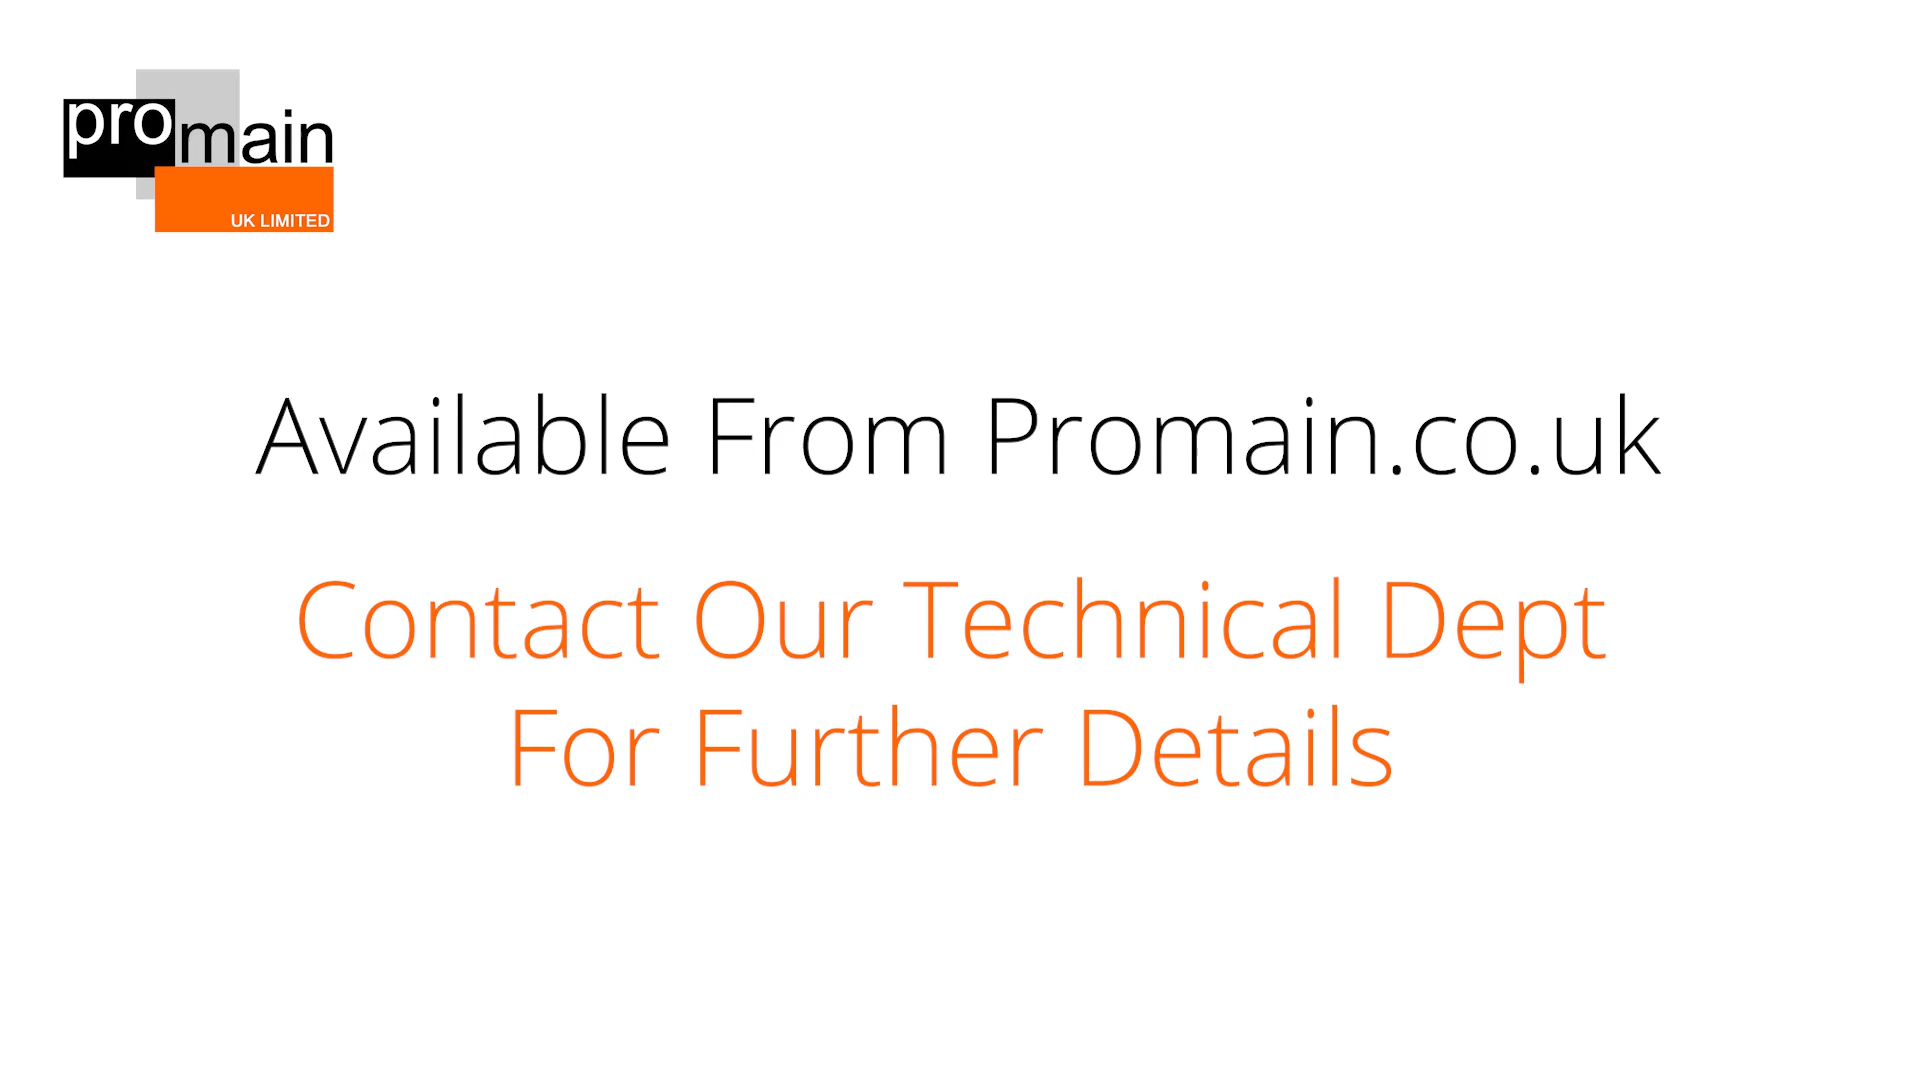 promain
UK LIMITED
Available From Promain.co.uk
Contact Our Technical Dept
For Further Details